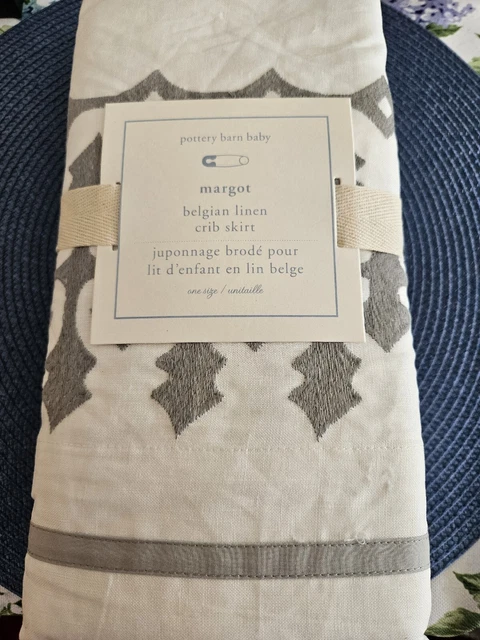 pottery barn baby
margot
belgian linen
crib skirt
juponnage brodé pour
lit d'enfant en lin belge
one size / unitaille